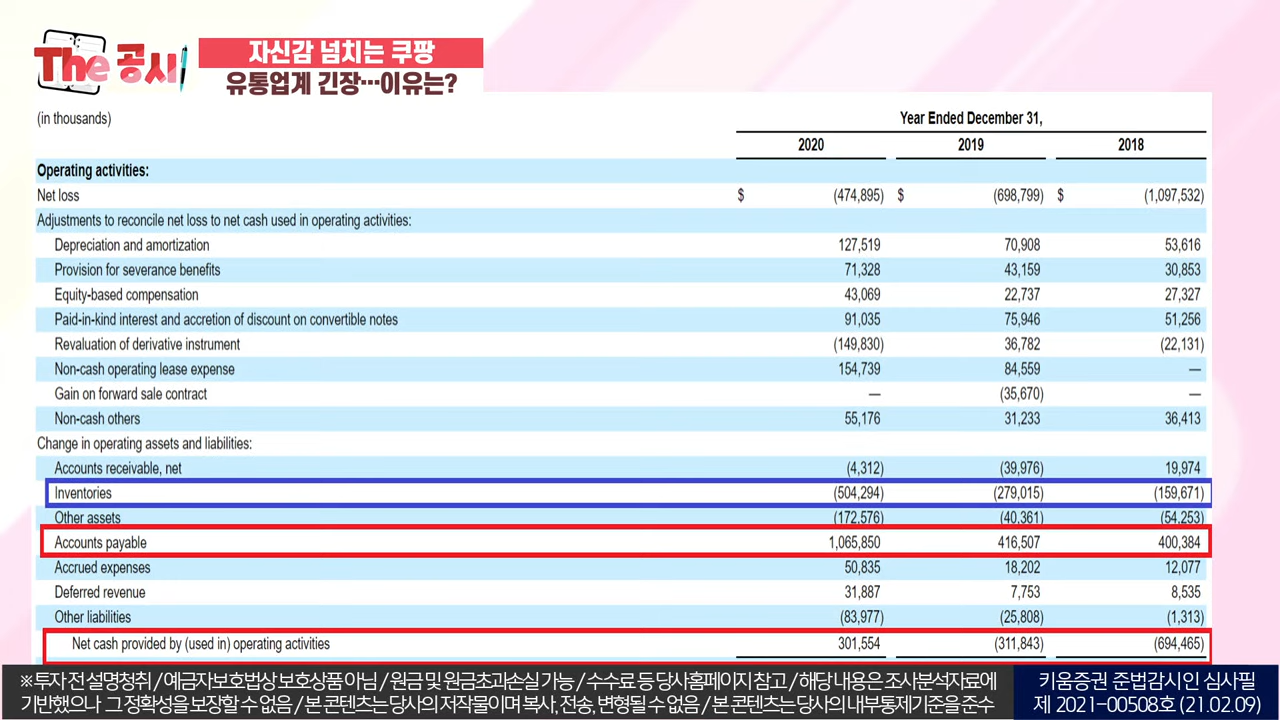 The 공시
자신감 넘치는 쿠팡
유통업계 긴장…이유는?
(in thousands) Year Ended December 31,
2020 2019 2018
Operating activities:
Net loss $ (474,895) $ (698,799) $ (1,097,532)
Adjustments to reconcile net loss to net cash used in operating activities:
Depreciation and amortization 127,519 70,908 53,616
Provision for severance benefits 71,328 43,159 30,853
Equity-based compensation 43,069 22,737 27,327
Paid-in-kind interest and accretion of discount on convertible notes 91,035 75,946 51,256
Revaluation of derivative instrument (149,830) 36,782 (22,131)
Non-cash operating lease expense 154,739 84,559 —
Gain on forward sale contract — (35,670) —
Non-cash others 55,176 31,233 36,413
Change in operating assets and liabilities:
Accounts receivable, net (4,312) (39,976) 19,974
Inventories (504,294) (279,015) (159,671)
Other assets (172,576) (40,361) (54,253)
Accounts payable 1,065,850 416,507 400,384
Accrued expenses 50,835 18,202 12,077
Deferred revenue 31,887 7,753 8,535
Other liabilities (83,977) (25,808) (1,313)
Net cash provided by (used in) operating activities 301,554 (311,843) (694,465)
※투자 전 설명청취 / 예금자보호법상 보호상품 아님 / 원금 및 원금초과손실 가능 / 수수료 등 당사홈페이지 참고 / 해당 내용은 조사분석자료에
기반했으나 그 정확성을 보장할 수 없음 / 본 콘텐츠는 당사의 저작물이며 복사, 전송, 변형될 수 없음 / 본 콘텐츠는 당사의 내부통제기준을 준수
키움증권 준법감시인 심사필
제 2021-00508호 (21.02.09)